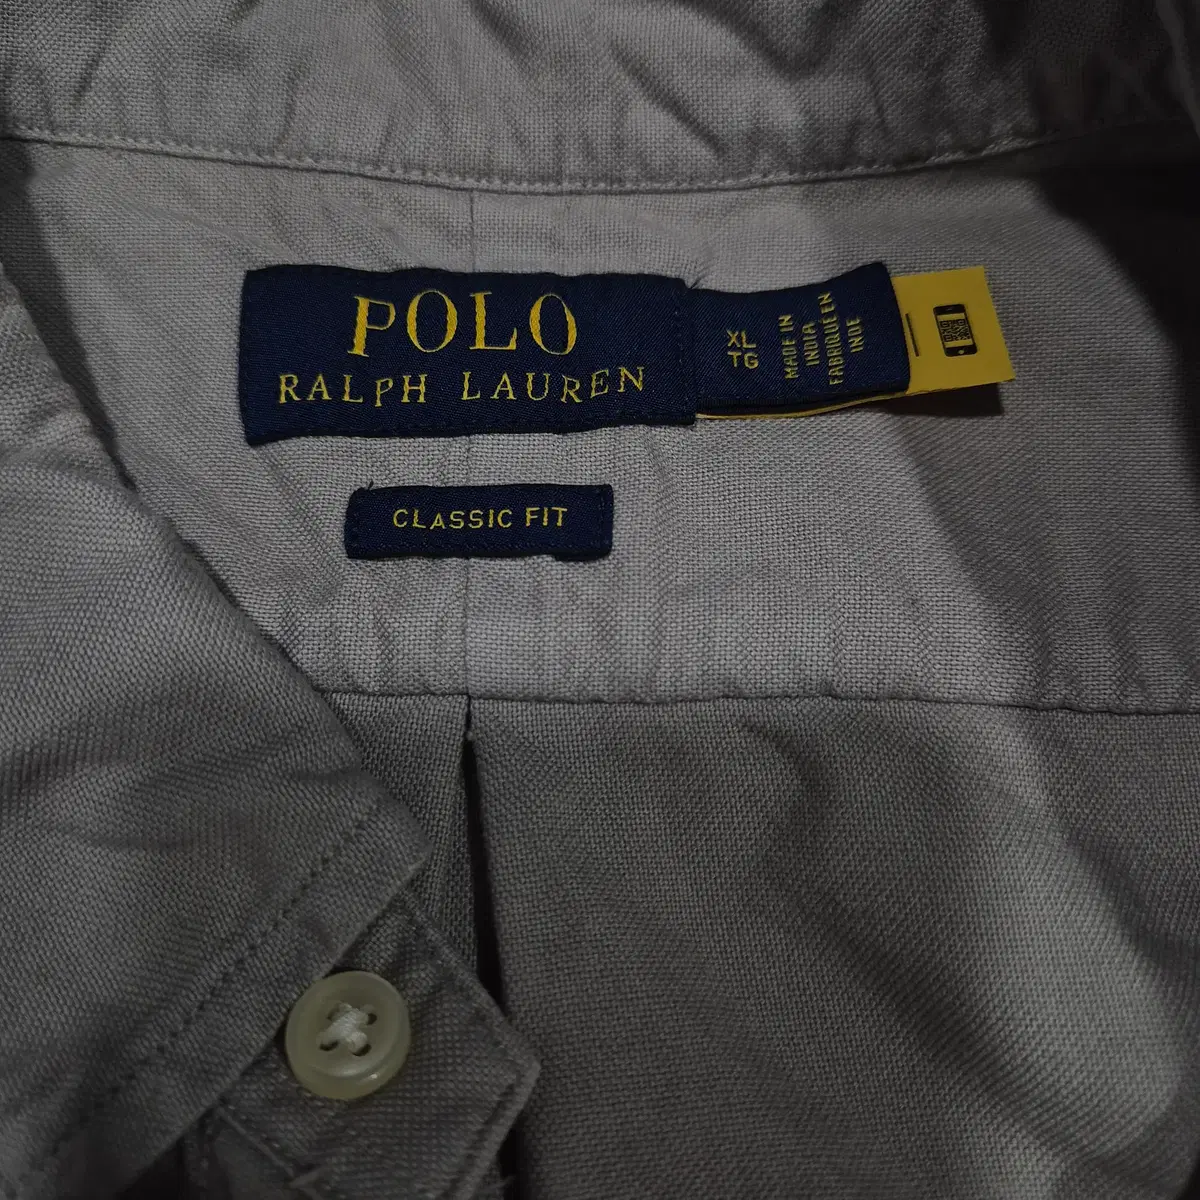 POLO
RALPH LAUREN
XL
TG
MADE IN
INDIA
FABRIQUE EN
INDE
CLASSIC FIT